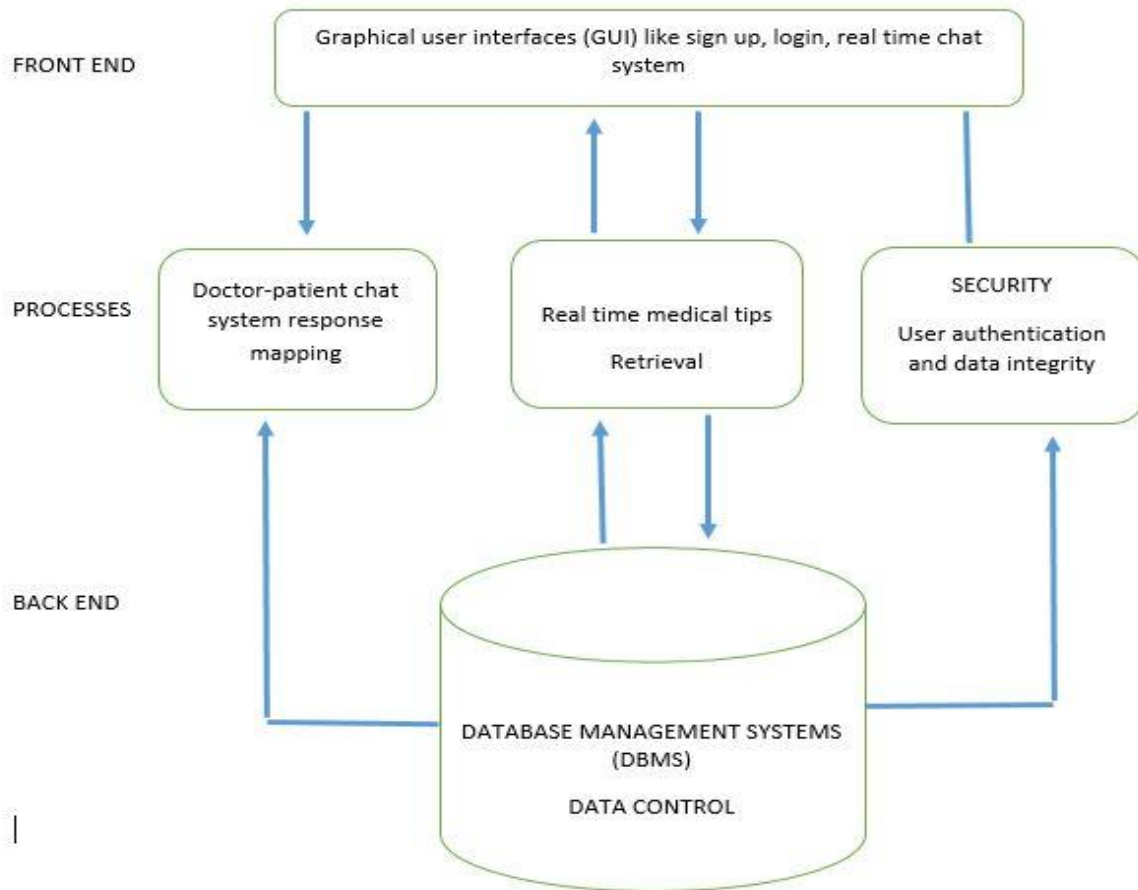 Graphical user interfaces (GUI) like sign up, login, real time chat
system
FRONT END
Doctor-patient chat
system response
mapping
PROCESSES
Real time medical tips
Retrieval
SECURITY
User authentication
and data integrity
BACK END
DATABASE MANAGEMENT SYSTEMS
(DBMS)
DATA CONTROL